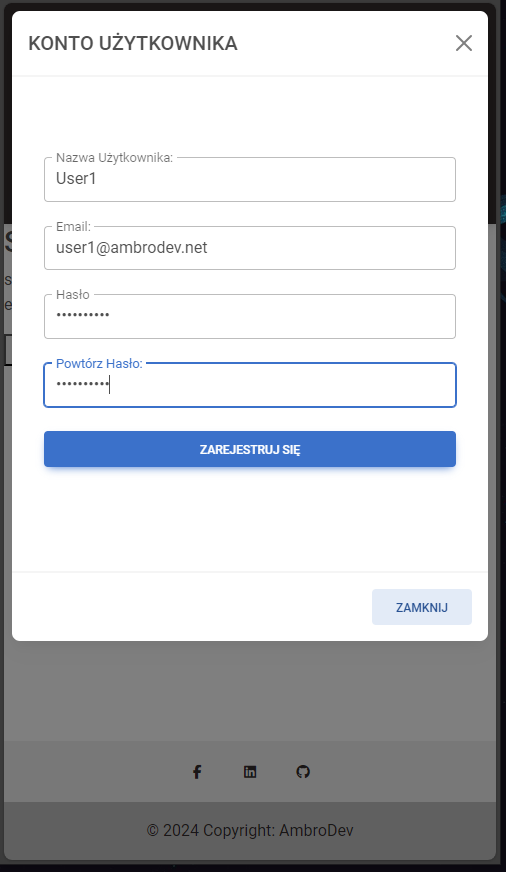 KONTO UŻYTKOWNIKA
Nazwa Użytkownika:
User1
Email:
user1@ambrodev.net
Hasło
••••••••••
Powtórz Hasło:
••••••••••
ZAREJESTRUJ SIĘ
ZAMKNIJ
© 2024 Copyright: AmbroDev